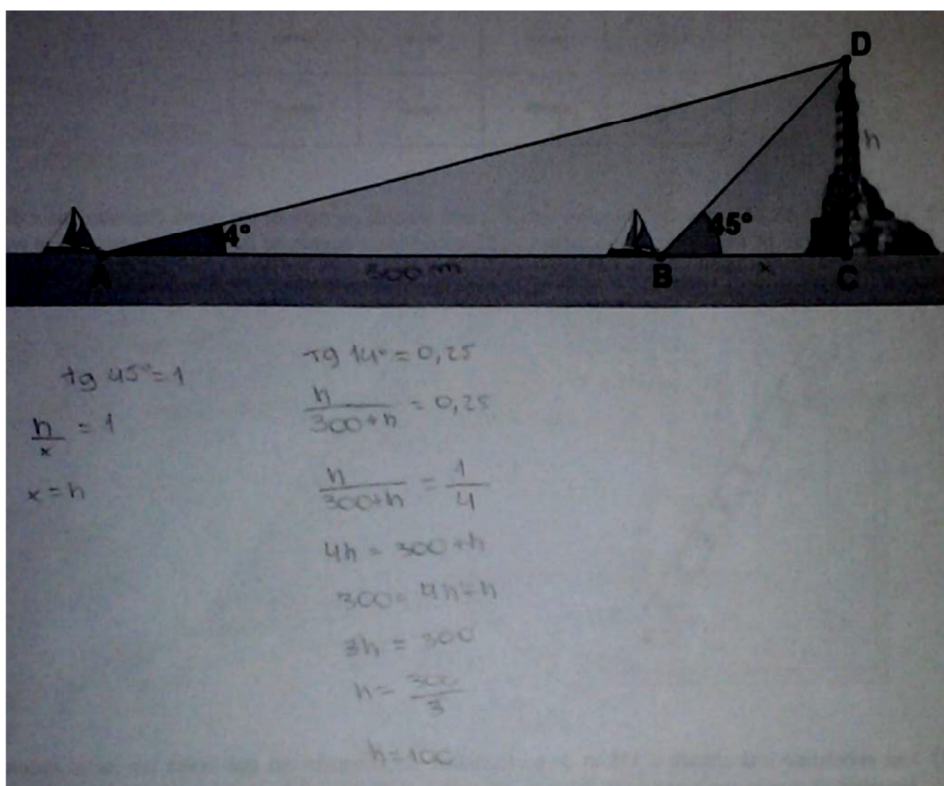 D
h
4°
45°
A
300 m
B
x
C
tg 45° = 1
h/x = 1
x = h
Tg 14° = 0,25
h/300+h = 0,25
h/300+h = 1/4
4h = 300+h
300 = 4h-h
3h = 300
h = 300/3
h = 100